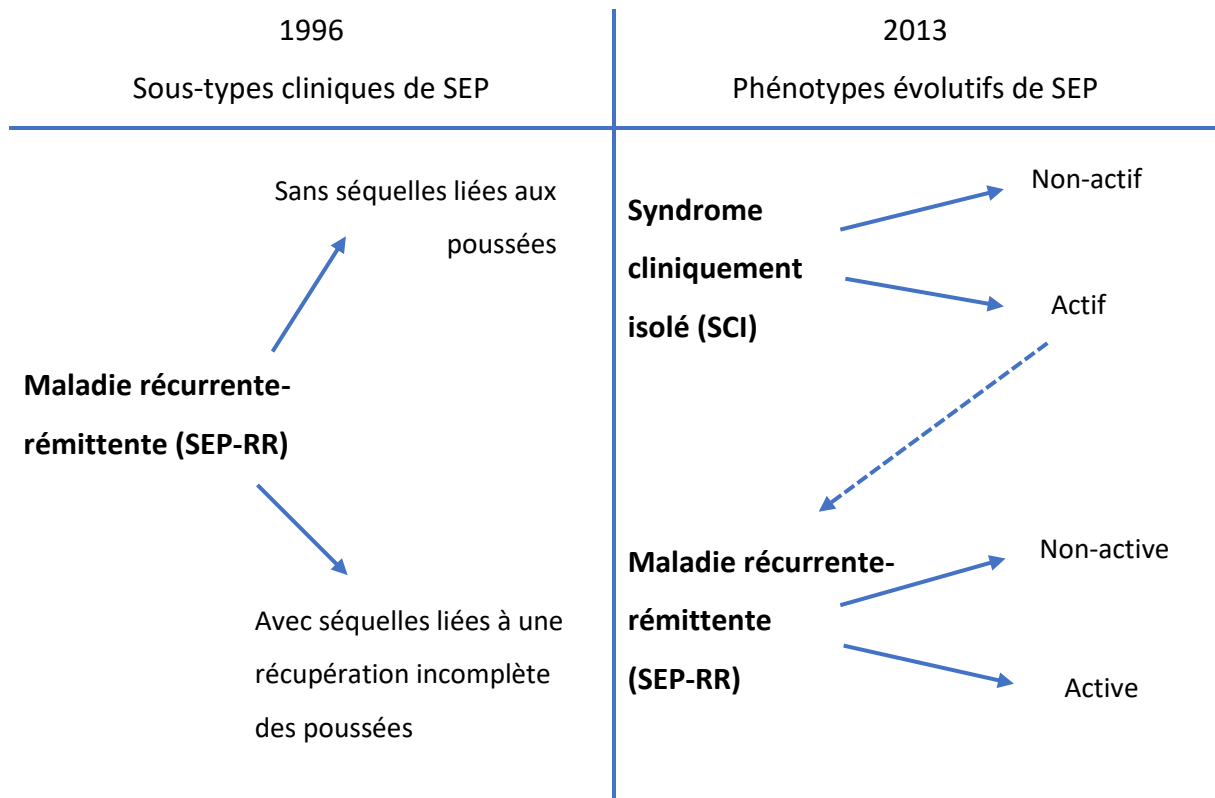 1996
Sous-types cliniques de SEP
2013
Phénotypes évolutifs de SEP
Sans séquelles liées aux
poussées
Maladie récurrente-
rémittente (SEP-RR)
Avec séquelles liées à une
récupération incomplète
des poussées
Syndrome
cliniquement
isolé (SCI)
Non-actif
Actif
Maladie récurrente-
rémittente
(SEP-RR)
Non-active
Active